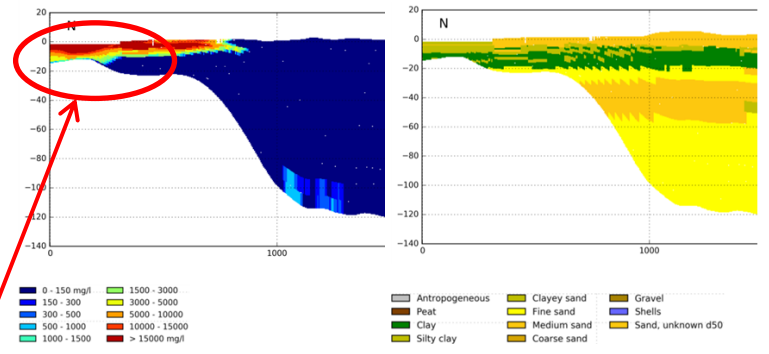 N
20
0
−20
−40
−60
−80
−100
−120
−140
0
1000
0 - 150 mg/l
150 - 300
300 - 500
500 - 1000
1000 - 1500
1500 - 3000
3000 - 5000
5000 - 10000
10000 - 15000
> 15000 mg/l
N
20
0
−20
−40
−60
−80
−100
−120
−140
0
1000
Antropogeneous
Peat
Clay
Silty clay
Clayey sand
Fine sand
Medium sand
Coarse sand
Gravel
Shells
Sand, unknown d50